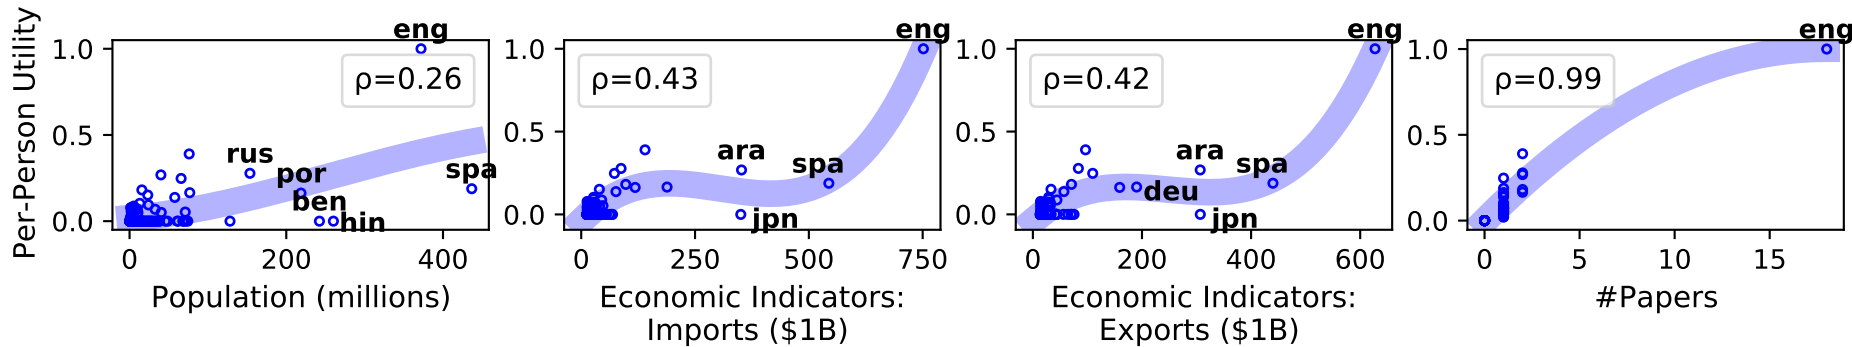 Per-Person Utility
1.0
0.5
0.0
eng
ρ=0.26
rus
por
spa
ben
hin
0
200
400
Population (millions)
1.0
0.5
0.0
eng
ρ=0.43
ara
spa
jpn
0
250
500
750
Economic Indicators:
Imports ($1B)
1.0
0.5
0.0
eng
ρ=0.42
ara
spa
deu
jpn
0
200
400
600
Economic Indicators:
Exports ($1B)
1.0
0.5
0.0
eng
ρ=0.99
0
5
10
15
#Papers